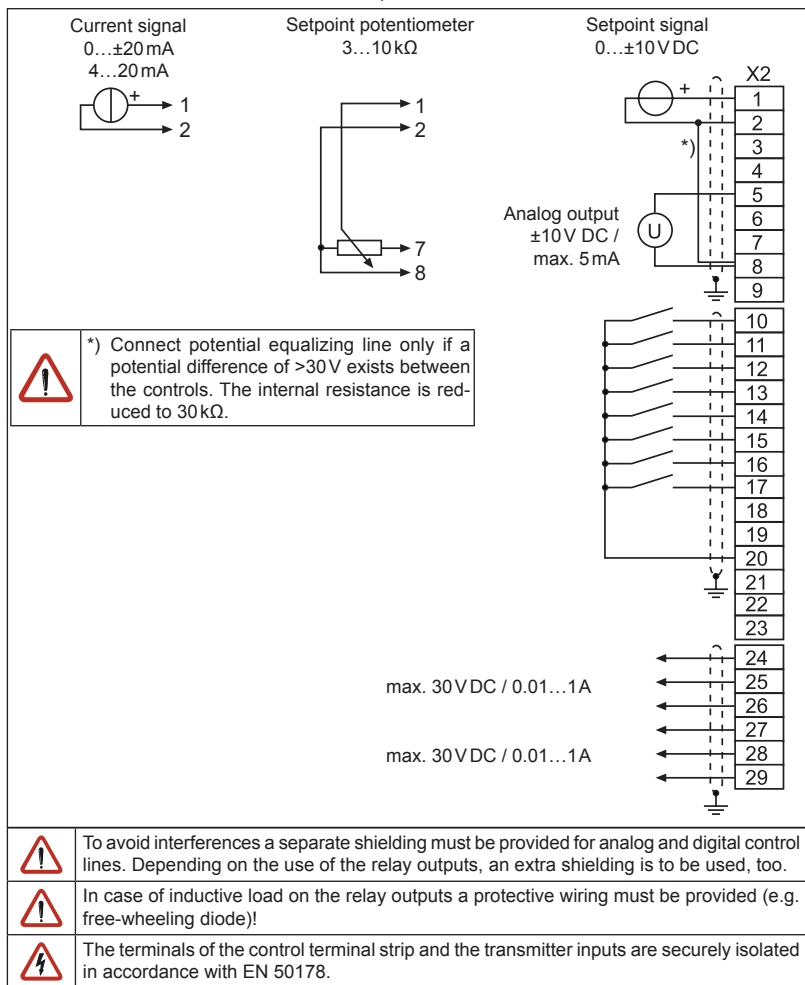 Current signal
0…±20 mA
4…20 mA
+
1
2
Setpoint potentiometer
3…10 kΩ
1
2
7
8
Setpoint signal
0…±10 V DC
+
*)
Analog output
±10 V DC /
max. 5 mA
U
X2
1
2
3
4
5
6
7
8
9
*) Connect potential equalizing line only if a
potential difference of >30 V exists between
the controls. The internal resistance is red-
uced to 30 kΩ.
10
11
12
13
14
15
16
17
18
19
20
21
22
23
max. 30 V DC / 0.01…1A
max. 30 V DC / 0.01…1A
24
25
26
27
28
29
To avoid interferences a separate shielding must be provided for analog and digital control
lines. Depending on the use of the relay outputs, an extra shielding is to be used, too.
In case of inductive load on the relay outputs a protective wiring must be provided (e.g.
free-wheeling diode)!
The terminals of the control terminal strip and the transmitter inputs are securely isolated
in accordance with EN 50178.